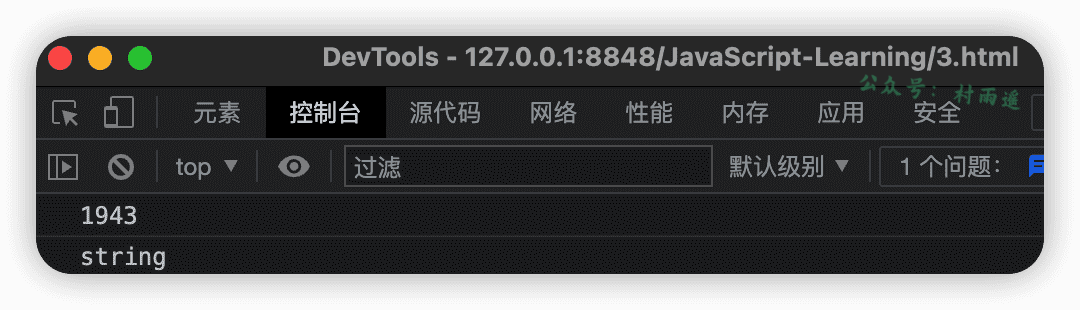 DevTools - 127.0.0.1:8848/JavaScript-Learning/3.html
公众号：村雨遥
元素 控制台 源代码 网络 性能 内存 应用 安全
top 过滤 默认级别 1 个问题：
1943
string